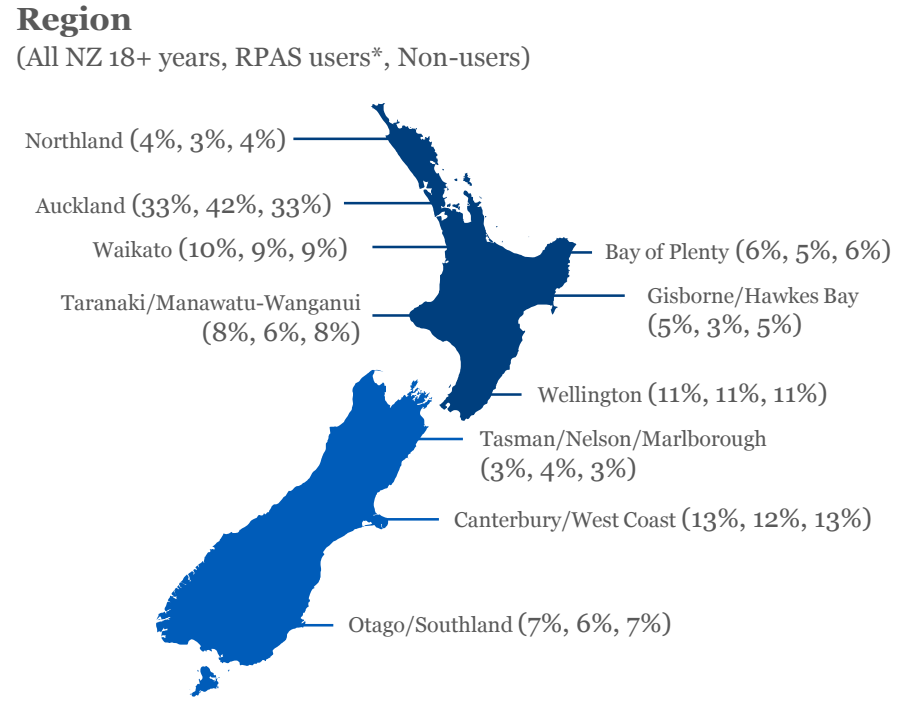 Region
(All NZ 18+ years, RPAS users*, Non-users)
Northland (4%, 3%, 4%)
Auckland (33%, 42%, 33%)
Waikato (10%, 9%, 9%)
Bay of Plenty (6%, 5%, 6%)
Taranaki/Manawatu-Wanganui
(8%, 6%, 8%)
Gisborne/Hawkes Bay
(5%, 3%, 5%)
Wellington (11%, 11%, 11%)
Tasman/Nelson/Marlborough
(3%, 4%, 3%)
Canterbury/West Coast (13%, 12%, 13%)
Otago/Southland (7%, 6%, 7%)